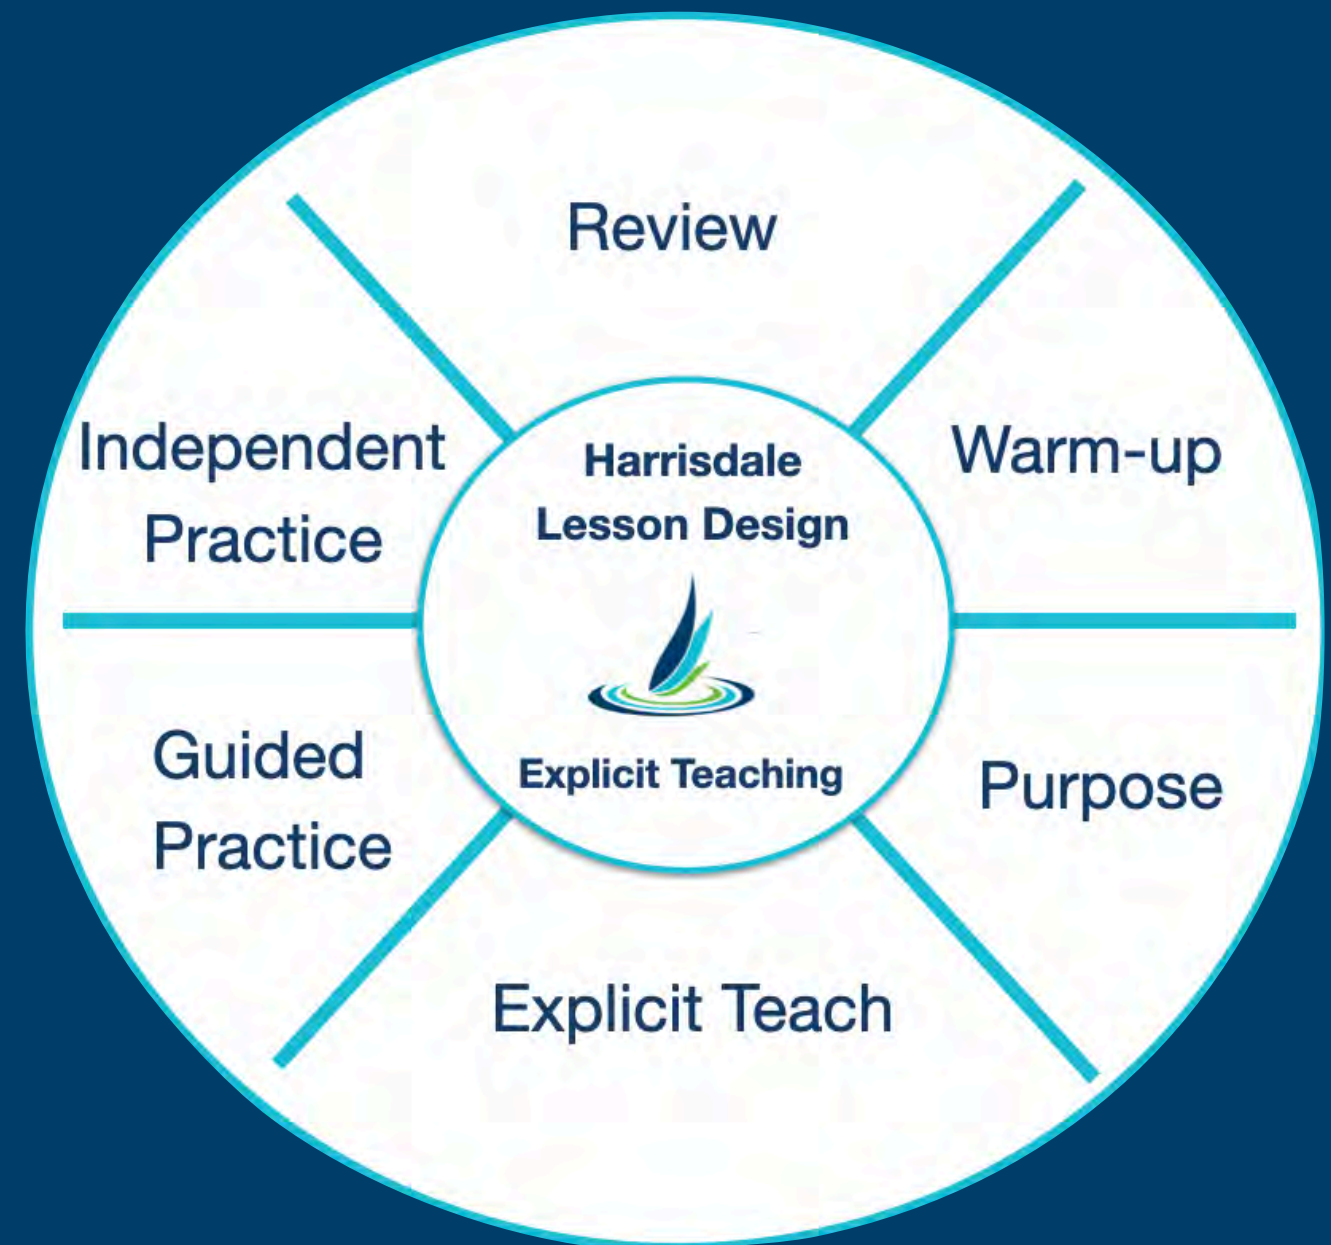 Review
Warm-up
Purpose
Explicit Teach
Guided
Practice
Independent
Practice
Harrisdale
Lesson Design
Explicit Teaching